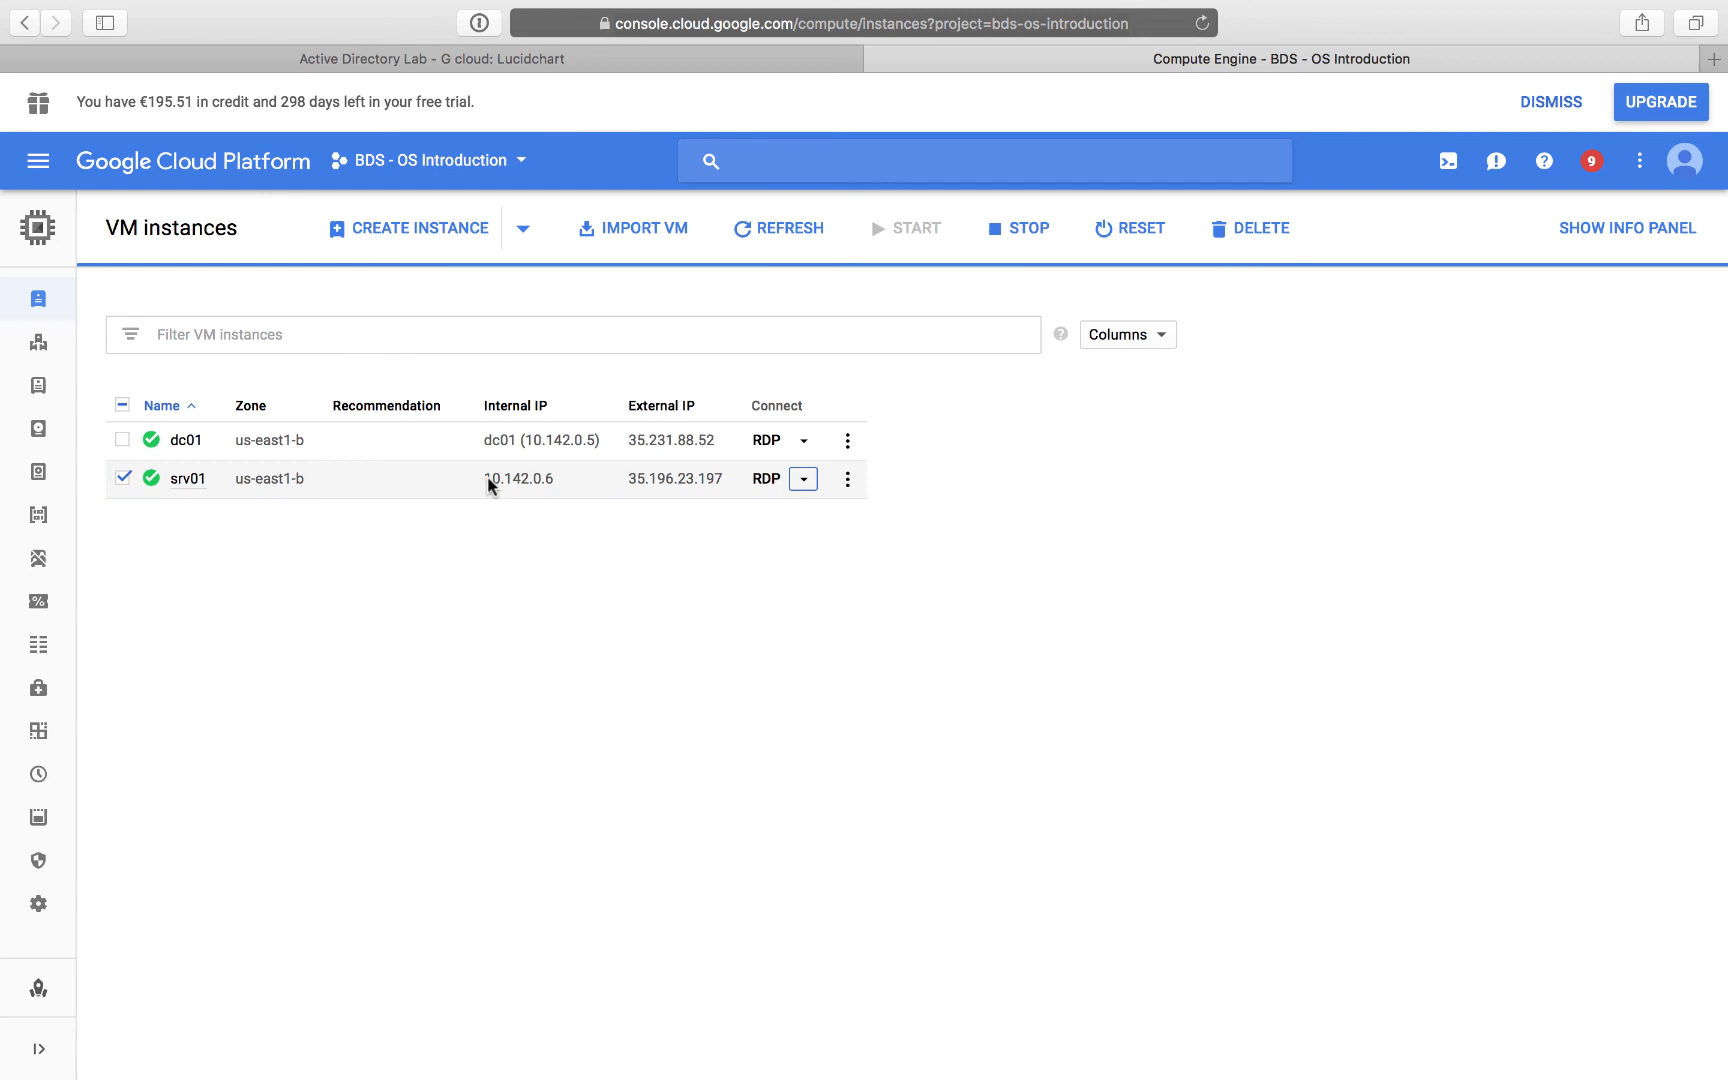 console.cloud.google.com/compute/instances?project=bds-os-introduction
Active Directory Lab - G cloud: Lucidchart
Compute Engine - BDS - OS Introduction
You have €195.51 in credit and 298 days left in your free trial.
DISMISS
UPGRADE
Google Cloud Platform
BDS - OS Introduction
9
VM instances
CREATE INSTANCE
IMPORT VM
REFRESH
START
STOP
RESET
DELETE
SHOW INFO PANEL
Filter VM instances
Columns
Name Zone Recommendation Internal IP External IP Connect
dc01 us-east1-b dc01 (10.142.0.5) 35.231.88.52 RDP
srv01 us-east1-b 10.142.0.6 35.196.23.197 RDP